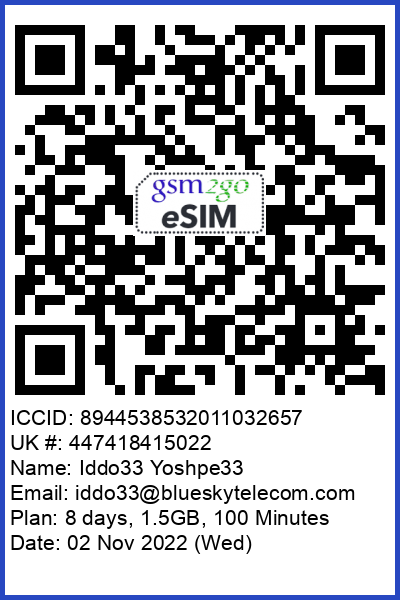 gsm2go
eSIM
ICCID: 8944538532011032657
UK #: 447418415022
Name: Iddo33 Yoshpe33
Email: iddo33@blueskytelecom.com
Plan: 8 days, 1.5GB, 100 Minutes
Date: 02 Nov 2022 (Wed)